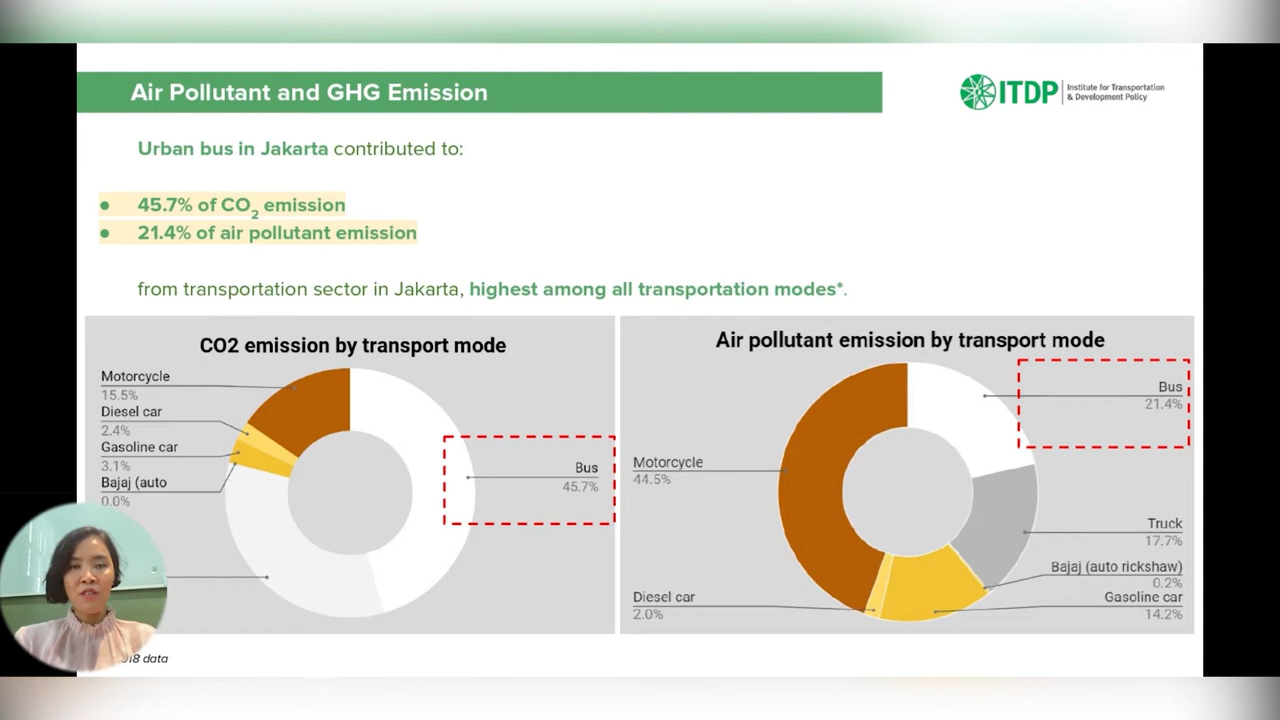 Air Pollutant and GHG Emission
ITDP
Institute for Transportation
& Development Policy
Urban bus in Jakarta contributed to:
● 45.7% of CO2 emission
● 21.4% of air pollutant emission
from transportation sector in Jakarta, highest among all transportation modes*.
CO2 emission by transport mode
Motorcycle
15.5%
Diesel car
2.4%
Gasoline car
3.1%
Bajaj (auto
0.0%
Bus
45.7%
Air pollutant emission by transport mode
Bus
21.4%
Motorcycle
44.5%
Truck
17.7%
Bajaj (auto rickshaw)
0.2%
Gasoline car
14.2%
Diesel car
2.0%
data